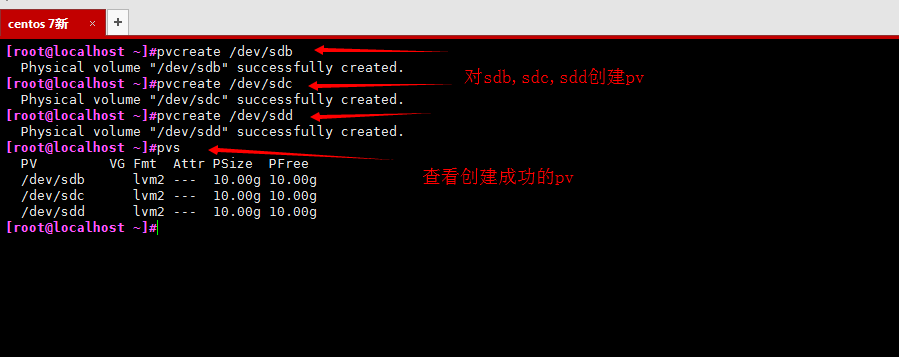 centos 7新 × +
[root@localhost ~]#pvcreate /dev/sdb
Physical volume "/dev/sdb" successfully created.
[root@localhost ~]#pvcreate /dev/sdc
对sdb,sdc,sdd创建pv
Physical volume "/dev/sdc" successfully created.
[root@localhost ~]#pvcreate /dev/sdd
Physical volume "/dev/sdd" successfully created.
[root@localhost ~]#pvs
PV VG Fmt Attr PSize PFree
/dev/sdb lvm2 --- 10.00g 10.00g
查看创建成功的pv
/dev/sdc lvm2 --- 10.00g 10.00g
/dev/sdd lvm2 --- 10.00g 10.00g
[root@localhost ~]#